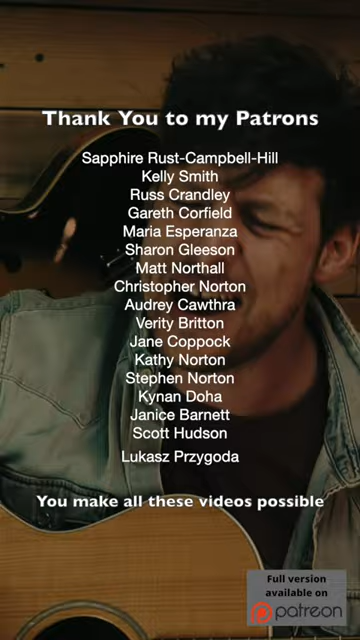 Thank You to my Patrons
Sapphire Rust-Campbell-Hill
Kelly Smith
Russ Crandley
Gareth Corfield
Maria Esperanza
Sharon Gleeson
Matt Northall
Christopher Norton
Audrey Cawthra
Verity Britton
Jane Coppock
Kathy Norton
Stephen Norton
Kynan Doha
Janice Barnett
Scott Hudson
Lukasz Przygoda
You make all these videos possible
Full version
available on
patreon